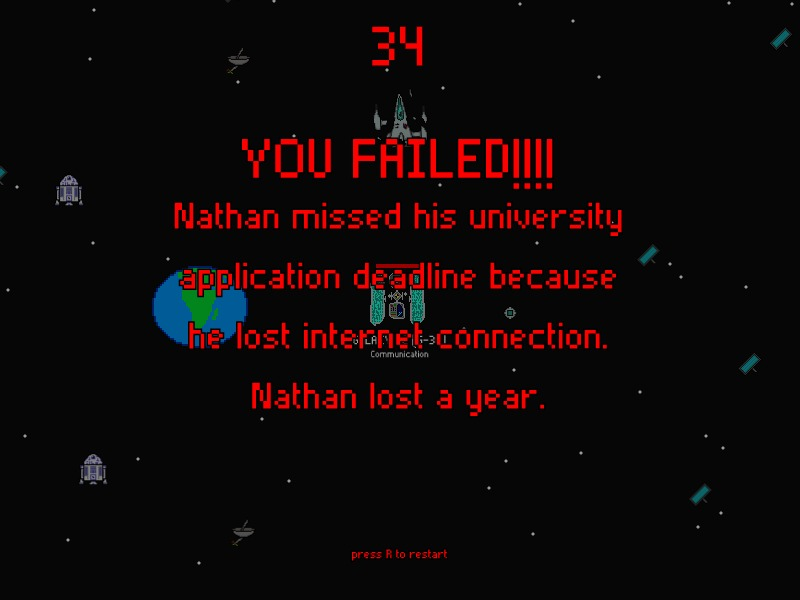 34
YOU FAILED!!!!
Nathan missed his university
application deadline because
he lost internet connection.
Communication
Nathan lost a year.
press R to restart